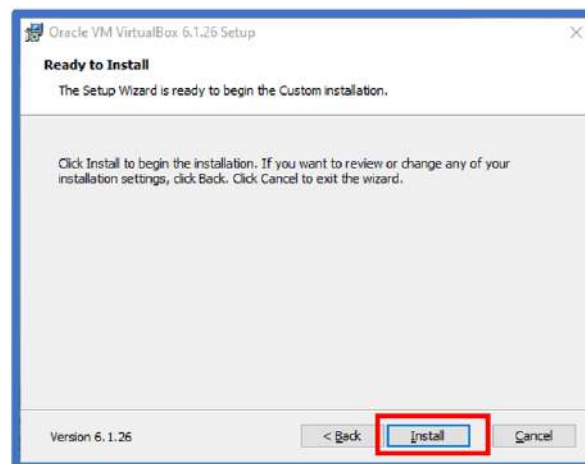 Oracle VM VirtualBox 6.1.26 Setup
Ready to Install
The Setup Wizard is ready to begin the Custom installation.
Click Install to begin the installation. If you want to review or change any of your
installation settings, click Back. Click Cancel to exit the wizard.
Version 6.1.26
< Back
Install
Cancel